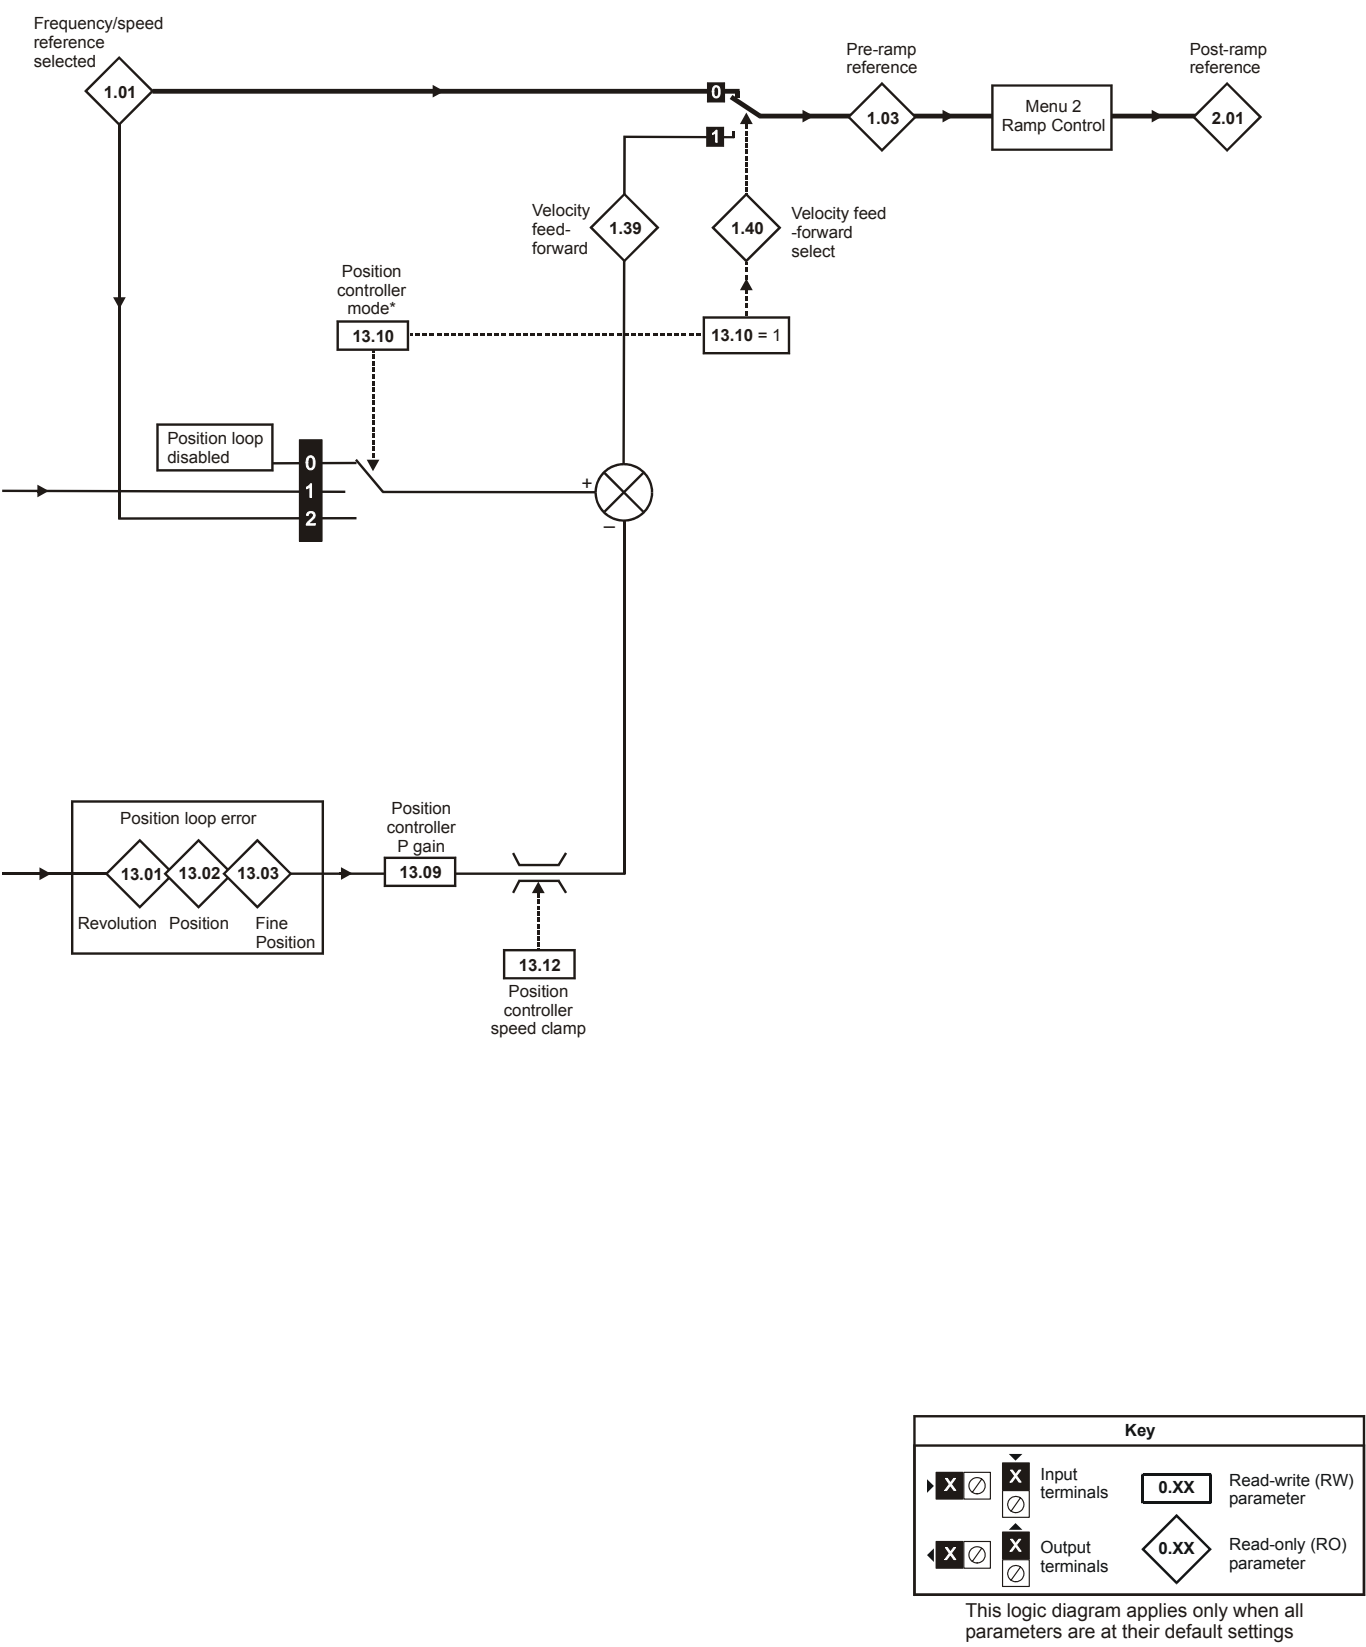 Frequency/speed
reference
selected
1.01
0
1
Pre-ramp
reference
1.03
Menu 2
Ramp Control
Post-ramp
reference
2.01
Velocity
feed-
forward
1.39
1.40
Velocity feed
-forward
select
Position
controller
mode*
13.10
13.10 = 1
Position loop
disabled
0
1
2
+
–
Position loop error
13.01
13.02
13.03
Revolution
Position
Fine
Position
Position
controller
P gain
13.09
13.12
Position
controller
speed clamp
Key
X
X
Input
terminals
0.XX
Read-write (RW)
parameter
X
X
Output
terminals
0.XX
Read-only (RO)
parameter
This logic diagram applies only when all
parameters are at their default settings